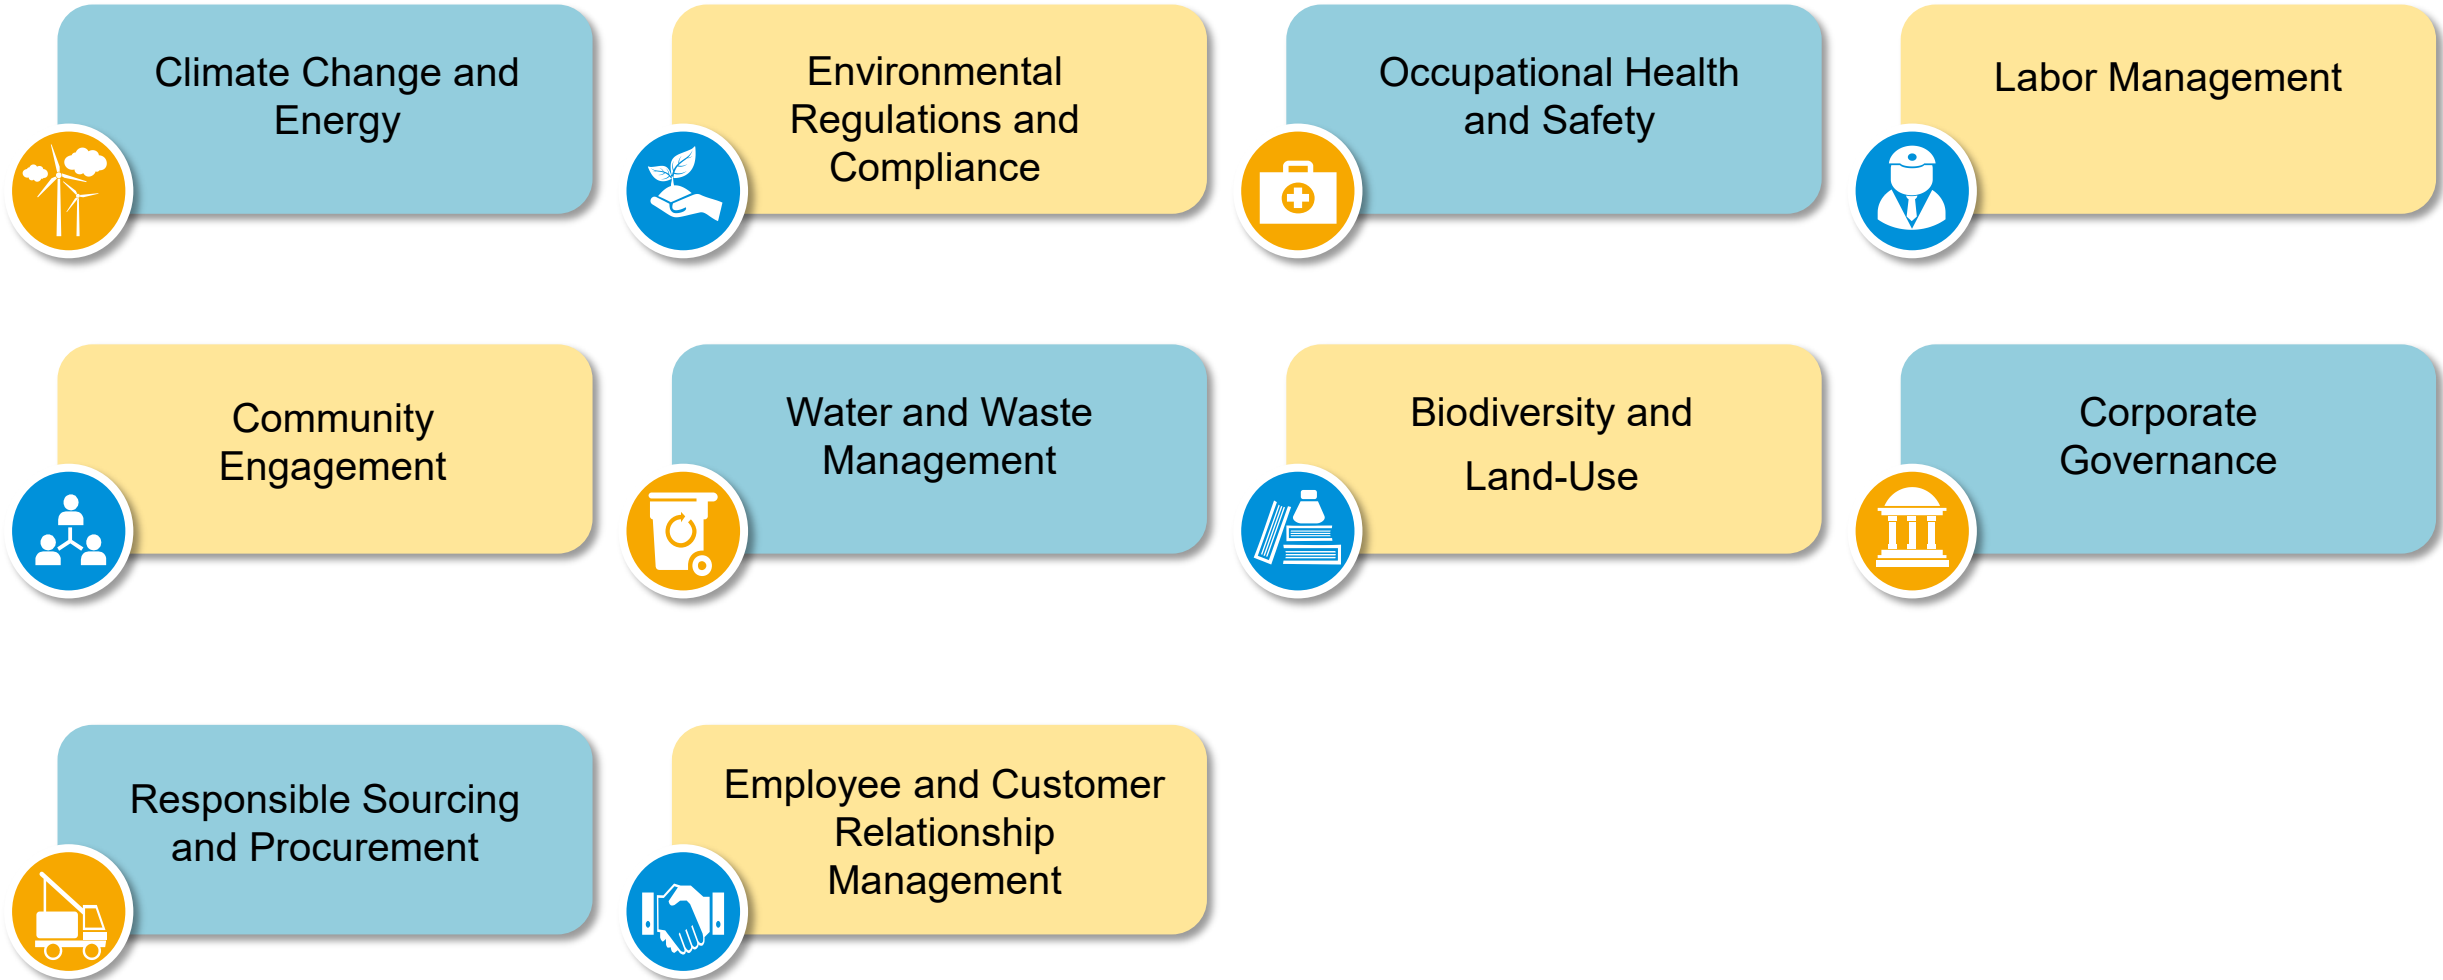 Climate Change and
Energy
Environmental
Regulations and
Compliance
Occupational Health
and Safety
Labor Management
Community
Engagement
Water and Waste
Management
Biodiversity and
Land-Use
Corporate
Governance
Responsible Sourcing
and Procurement
Employee and Customer
Relationship
Management